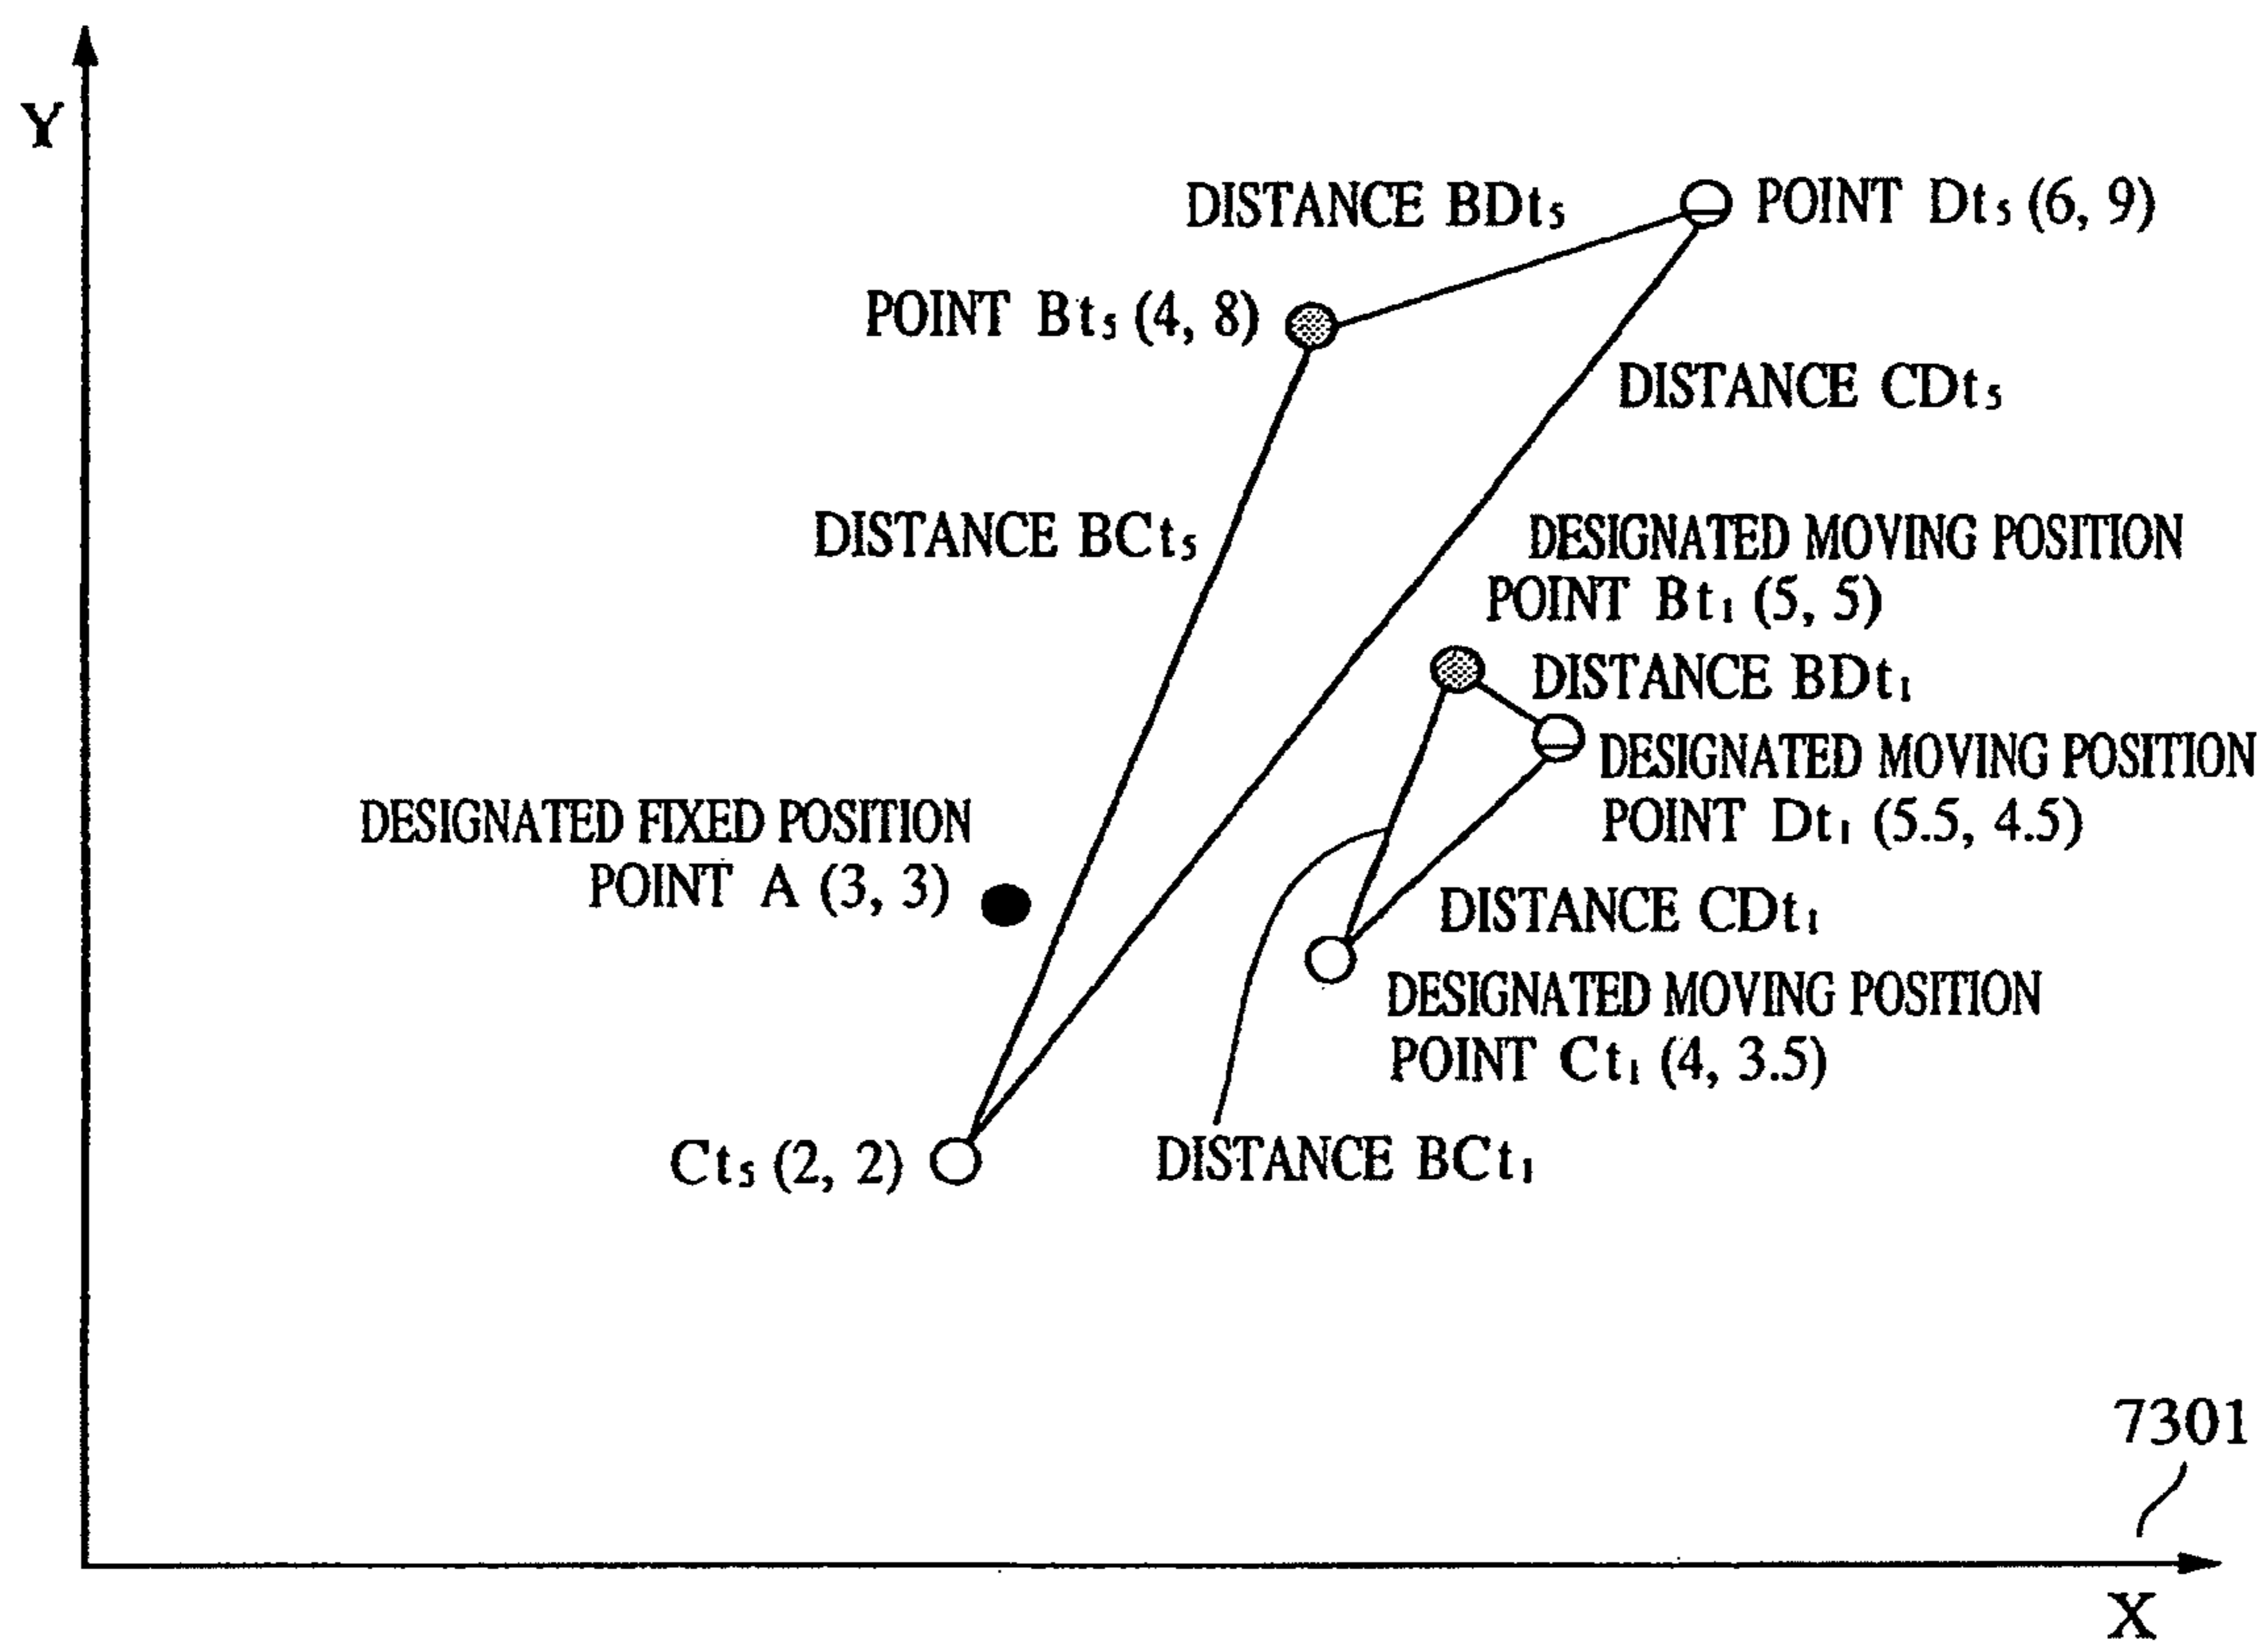 Y
DISTANCE BDt₅
POINT Dt₅ (6, 9)
POINT Bt₅ (4, 8)
DISTANCE CDt₅
DISTANCE BCt₅
DESIGNATED MOVING POSITION
POINT Bt₁ (5, 5)
DISTANCE BDt₁
DESIGNATED MOVING POSITION
POINT Dt₁ (5.5, 4.5)
DESIGNATED FIXED POSITION
POINT A (3, 3)
DISTANCE CDt₁
DESIGNATED MOVING POSITION
POINT Ct₁ (4, 3.5)
Ct₅ (2, 2)
DISTANCE BCt₁
7301
X